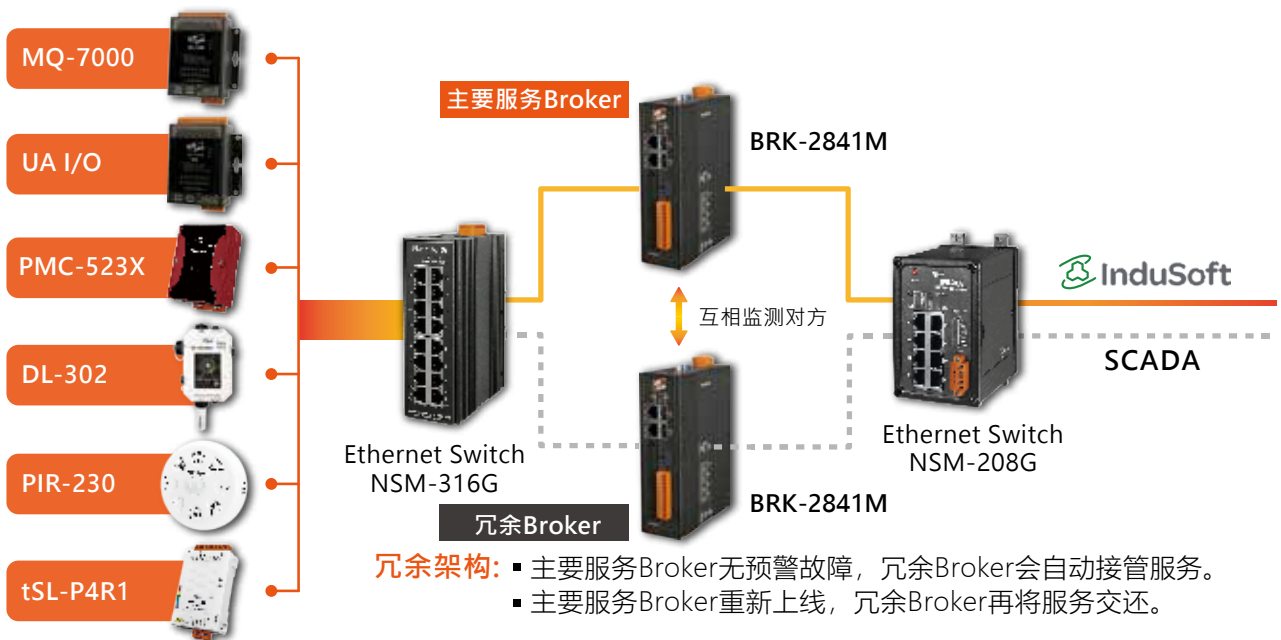 MQ-7000
UA I/O
PMC-523X
DL-302
PIR-230
tSL-P4R1
Ethernet Switch
NSM-316G
主要服务Broker
BRK-2841M
互相监测对方
BRK-2841M
冗余Broker
Ethernet Switch
NSM-208G
InduSoft
SCADA
冗余架构: ▪ 主要服务Broker无预警故障，冗余Broker会自动接管服务。
▪ 主要服务Broker重新上线，冗余Broker再将服务交还。